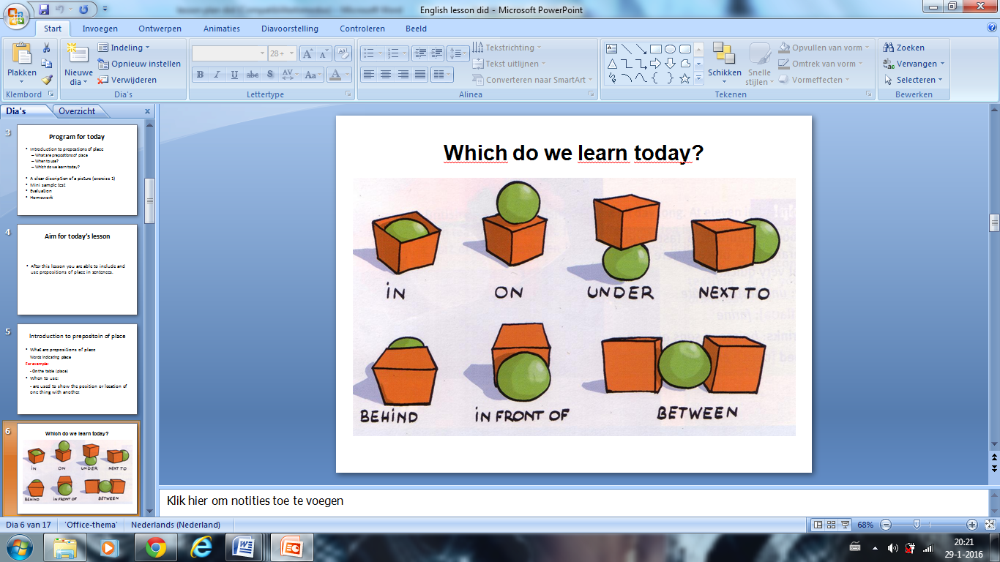 English lesson did - Microsoft PowerPoint
Start Invoegen Ontwerpen Animaties Diavoorstelling Controleren Beeld
Plakken
Klembord
Nieuwe dia
Indeling
Opnieuw instellen
Verwijderen
Dia's
28+
B I U abc S AV Aa A
Lettertype
Tekstrichting
Tekst uitlijnen
Converteren naar SmartArt
Alinea
Schikken
Snelle stijlen
Opvullen van vorm
Omtrek van vorm
Vormeffecten
Tekenen
Zoeken
Vervangen
Selecteren
Bewerken
Dia's Overzicht x
3
Program for today
• Introduction to prepositions of place
– What are prepositions of place
– When to use?
– Which do we learn today?
• A clear discription of a picture (exercise 1)
• Mini sample test
• Evaluation
• Homework
4
Aim for today's lesson
• After this lesson you are able to include and
use prepositions of place in sentences.
5
Introduction to prepositoin of place
• What are prepositions of place
Words indicating place
For example:
- On the table (place)
• When to use:
- are used to show the position or location of
one thing with another.
6
Which do we learn today?
IN ON UNDER NEXT TO
BEHIND IN FRONT OF BETWEEN
Which do we learn today?
IN ON UNDER NEXT TO
BEHIND IN FRONT OF BETWEEN
Klik hier om notities toe te voegen
Dia 6 van 17 'Office-thema' Nederlands (Nederland) 68%
20:21
29-1-2016